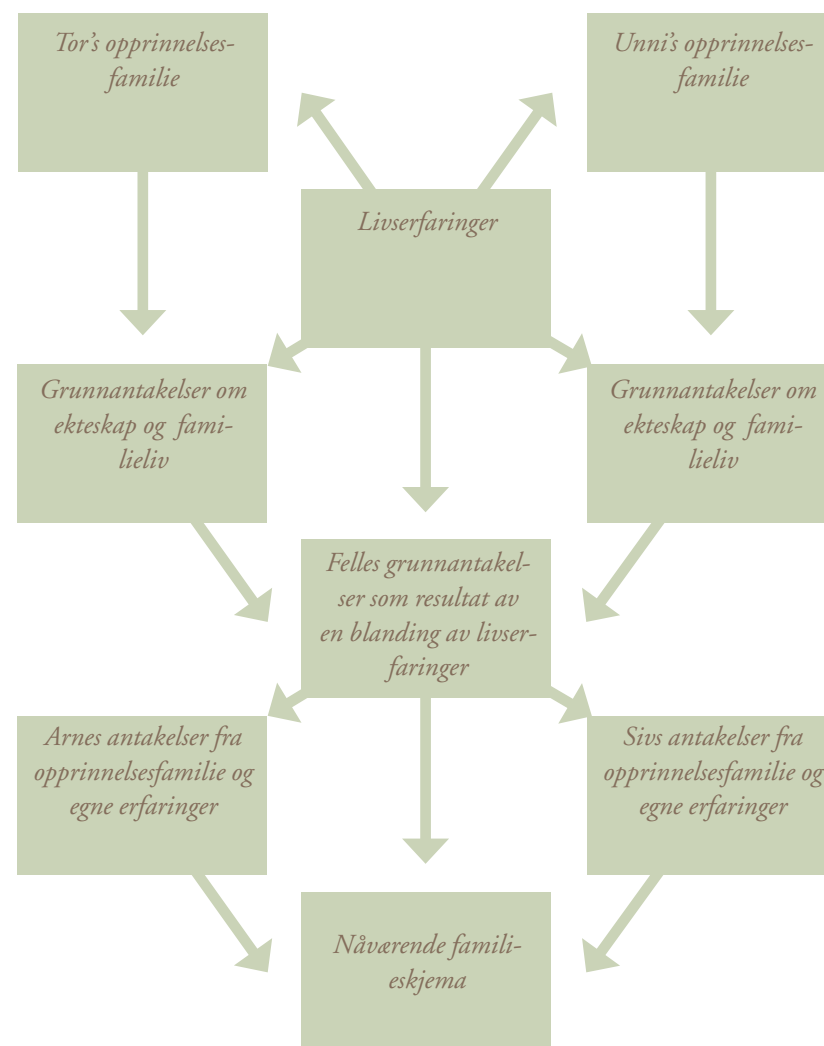 Tor's opprinnelses-
familie
Unni's opprinnelses-
familie
Livserfaringer
Grunnantakelser om
ekteskap og fami-
lieliv
Grunnantakelser om
ekteskap og fami-
lieliv
Felles grunnantakel-
ser som resultat av
en blanding av livser-
faringer
Arnes antakelser fra
opprinnelsesfamilie og
egne erfaringer
Sivs antakelser fra
opprinnelsesfamilie og
egne erfaringer
Nåværende famili-
eskjema